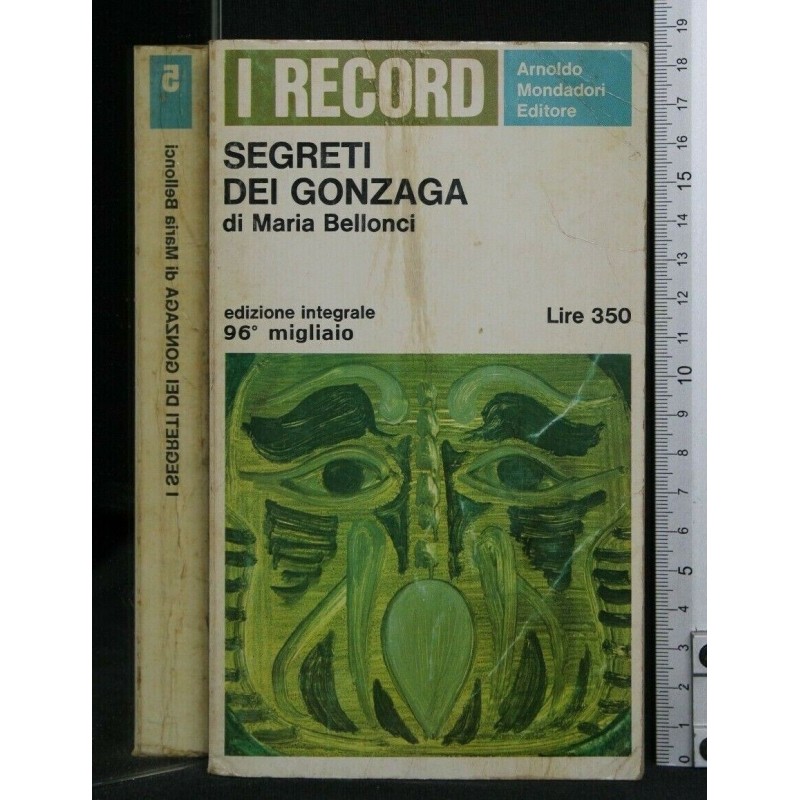 I RECORD
Arnoldo
Mondadori
Editore
SEGRETI
DEI GONZAGA
di Maria Bellonci
edizione integrale
96° migliaio
Lire 350
5
I SEGRETI DEI GONZAGA di Maria Bellonci
19
18
17
16
15
14
13
12
11
10
9
8
7
6
5
4
3
2
1
0